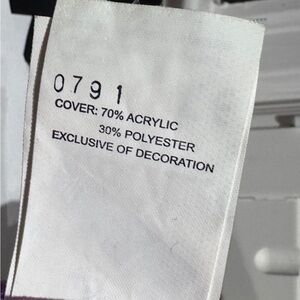 0791
COVER: 70% ACRYLIC
30% POLYESTER
EXCLUSIVE OF DECORATION